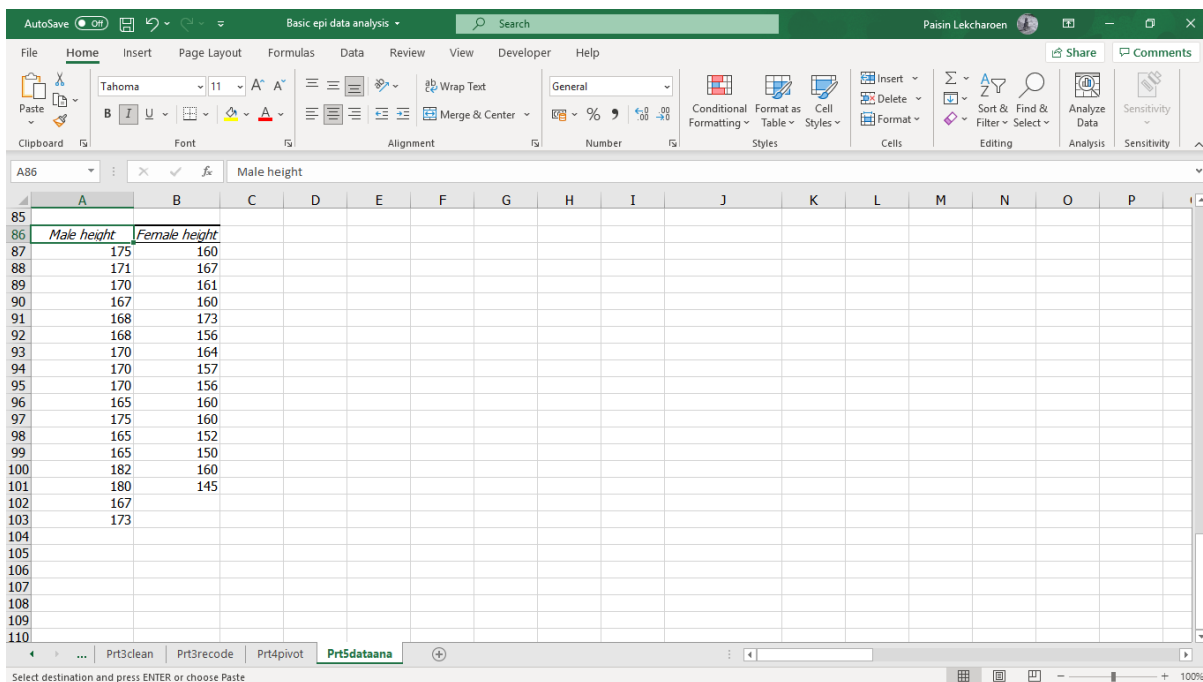 AutoSave Off Basic epi data analysis Search Paisin Lekcharoen
File Home Insert Page Layout Formulas Data Review View Developer Help Share Comments
Paste Tahoma 11 A^ Aˇ Wrap Text General Conditional Formatting Format as Table Cell Styles Insert Delete Format Sort & Filter Find & Select Analyze Data Sensitivity
B I U A Merge & Center % 9
Clipboard Font Alignment Number Styles Cells Editing Analysis Sensitivity
A86 fx Male height
A B C D E F G H I J K L M N O P
85
86 Male height Female height
87 175 160
88 171 167
89 170 161
90 167 160
91 168 173
92 168 156
93 170 164
94 170 157
95 170 156
96 165 160
97 175 160
98 165 152
99 165 150
100 182 160
101 180 145
102 167
103 173
104
105
106
107
108
109
110
... Prt3clean Prt3recode Prt4pivot Prt5dataana
Select destination and press ENTER or choose Paste 100%